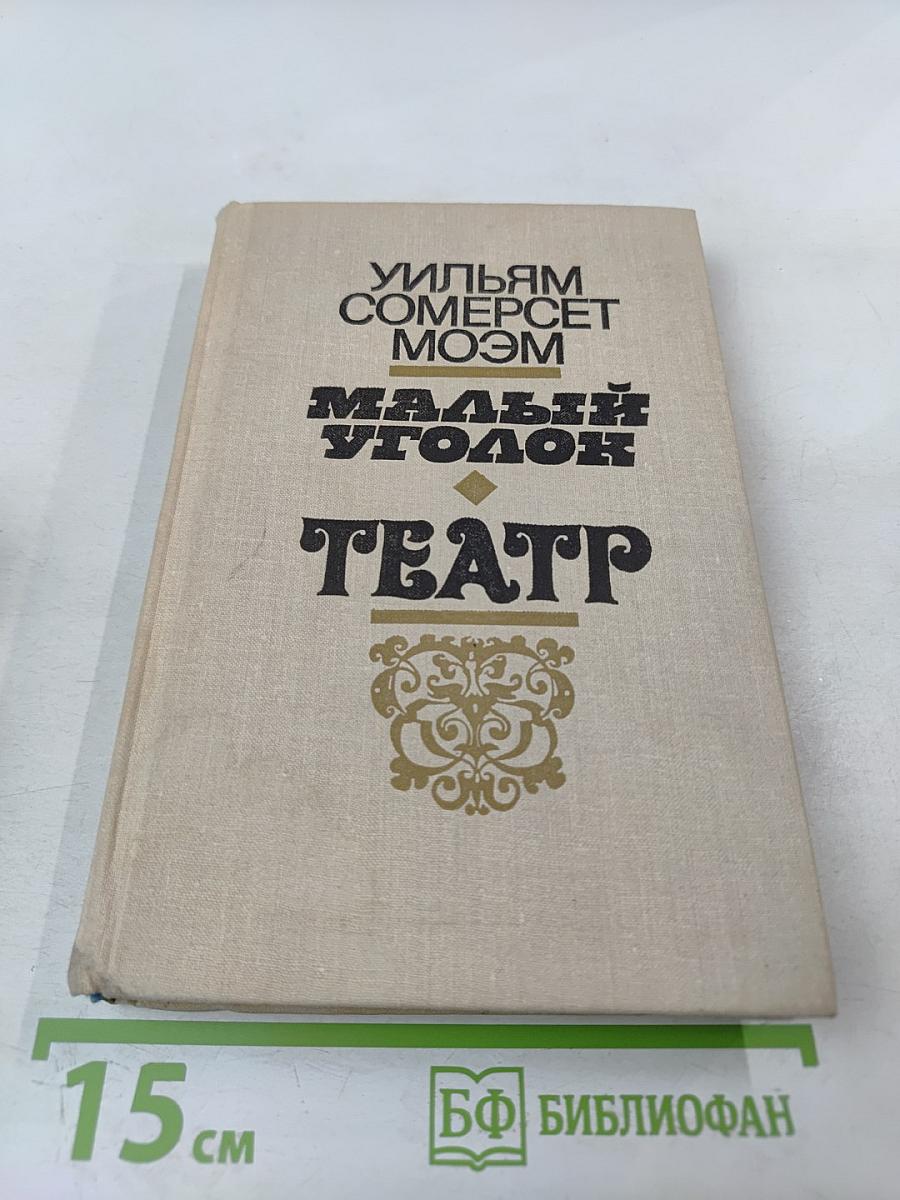 УИЛЬЯМ
СОМЕРСЕТ
МОЭМ
МАЛЫЙ
УГОЛОК
ТЕАТР
15 см
БФ БИБЛИОФАН